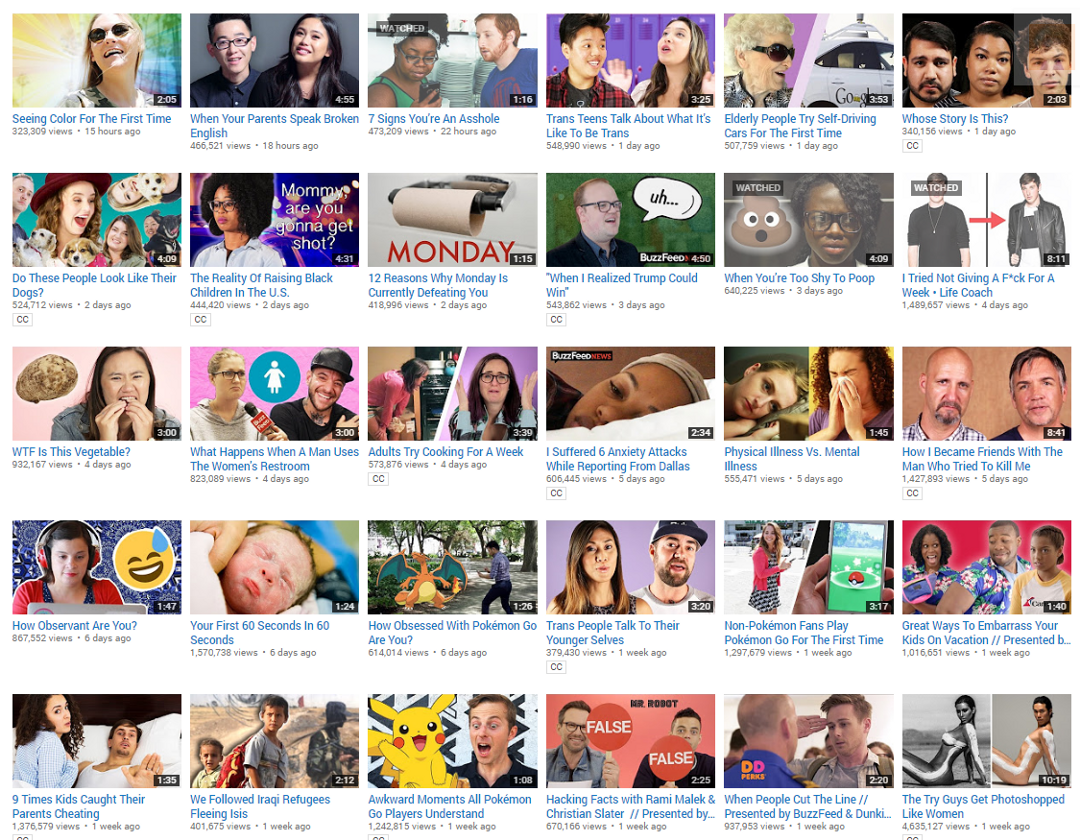 2:05
4:55
WATCHED
1:16
3:25
Google
3:53
2:03
Seeing Color For The First Time
When Your Parents Speak Broken
English
7 Signs You're An Asshole
Trans Teens Talk About What It's
Like To Be Trans
Elderly People Try Self-Driving
Cars For The First Time
Whose Story Is This?
323,309 views • 15 hours ago
466,521 views • 18 hours ago
473,209 views • 22 hours ago
548,990 views • 1 day ago
507,759 views • 1 day ago
340,156 views • 1 day ago
CC
4:09
Mommy,
are you
gonna get
shot?
4:31
MONDAY
1:15
uh...
BuzzFeed
4:50
WATCHED
4:09
WATCHED
8:11
Do These People Look Like Their
Dogs?
The Reality Of Raising Black
Children In The U.S.
12 Reasons Why Monday Is
Currently Defeating You
"When I Realized Trump Could
Win"
When You're Too Shy To Poop
I Tried Not Giving A F*ck For A
Week • Life Coach
524,712 views • 2 days ago
444,420 views • 2 days ago
418,996 views • 2 days ago
543,862 views • 3 days ago
640,225 views • 3 days ago
1,489,657 views • 4 days ago
CC
CC
CC
3:00
3:00
3:39
BuzzFeedNEWS
2:34
1:45
8:41
WTF Is This Vegetable?
What Happens When A Man Uses
The Women's Restroom
Adults Try Cooking For A Week
I Suffered 6 Anxiety Attacks
While Reporting From Dallas
Physical Illness Vs. Mental
Illness
How I Became Friends With The
Man Who Tried To Kill Me
932,167 views • 4 days ago
823,089 views • 4 days ago
573,876 views • 4 days ago
606,445 views • 5 days ago
555,471 views • 5 days ago
1,427,893 views • 5 days ago
CC
CC
CC
1:47
1:24
1:26
3:20
3:17
1:40
How Observant Are You?
Your First 60 Seconds In 60
Seconds
How Obsessed With Pokémon Go
Are You?
Trans People Talk To Their
Younger Selves
Non-Pokémon Fans Play
Pokémon Go For The First Time
Great Ways To Embarrass Your
Kids On Vacation // Presented b...
867,552 views • 6 days ago
1,570,738 views • 6 days ago
614,014 views • 6 days ago
379,430 views • 1 week ago
1,297,679 views • 1 week ago
1,016,651 views • 1 week ago
CC
1:35
2:12
1:08
MR. ROBOT
FALSE
FALSE
2:25
DD
PERKS
2:20
10:19
9 Times Kids Caught Their
Parents Cheating
We Followed Iraqi Refugees
Fleeing Isis
Awkward Moments All Pokémon
Go Players Understand
Hacking Facts with Rami Malek &
Christian Slater // Presented by...
When People Cut The Line //
Presented by BuzzFeed & Dunki...
The Try Guys Get Photoshopped
Like Women
1,376,579 views • 1 week ago
401,675 views • 1 week ago
1,242,815 views • 1 week ago
670,166 views • 1 week ago
937,953 views • 1 week ago
4,635,127 views • 1 week ago